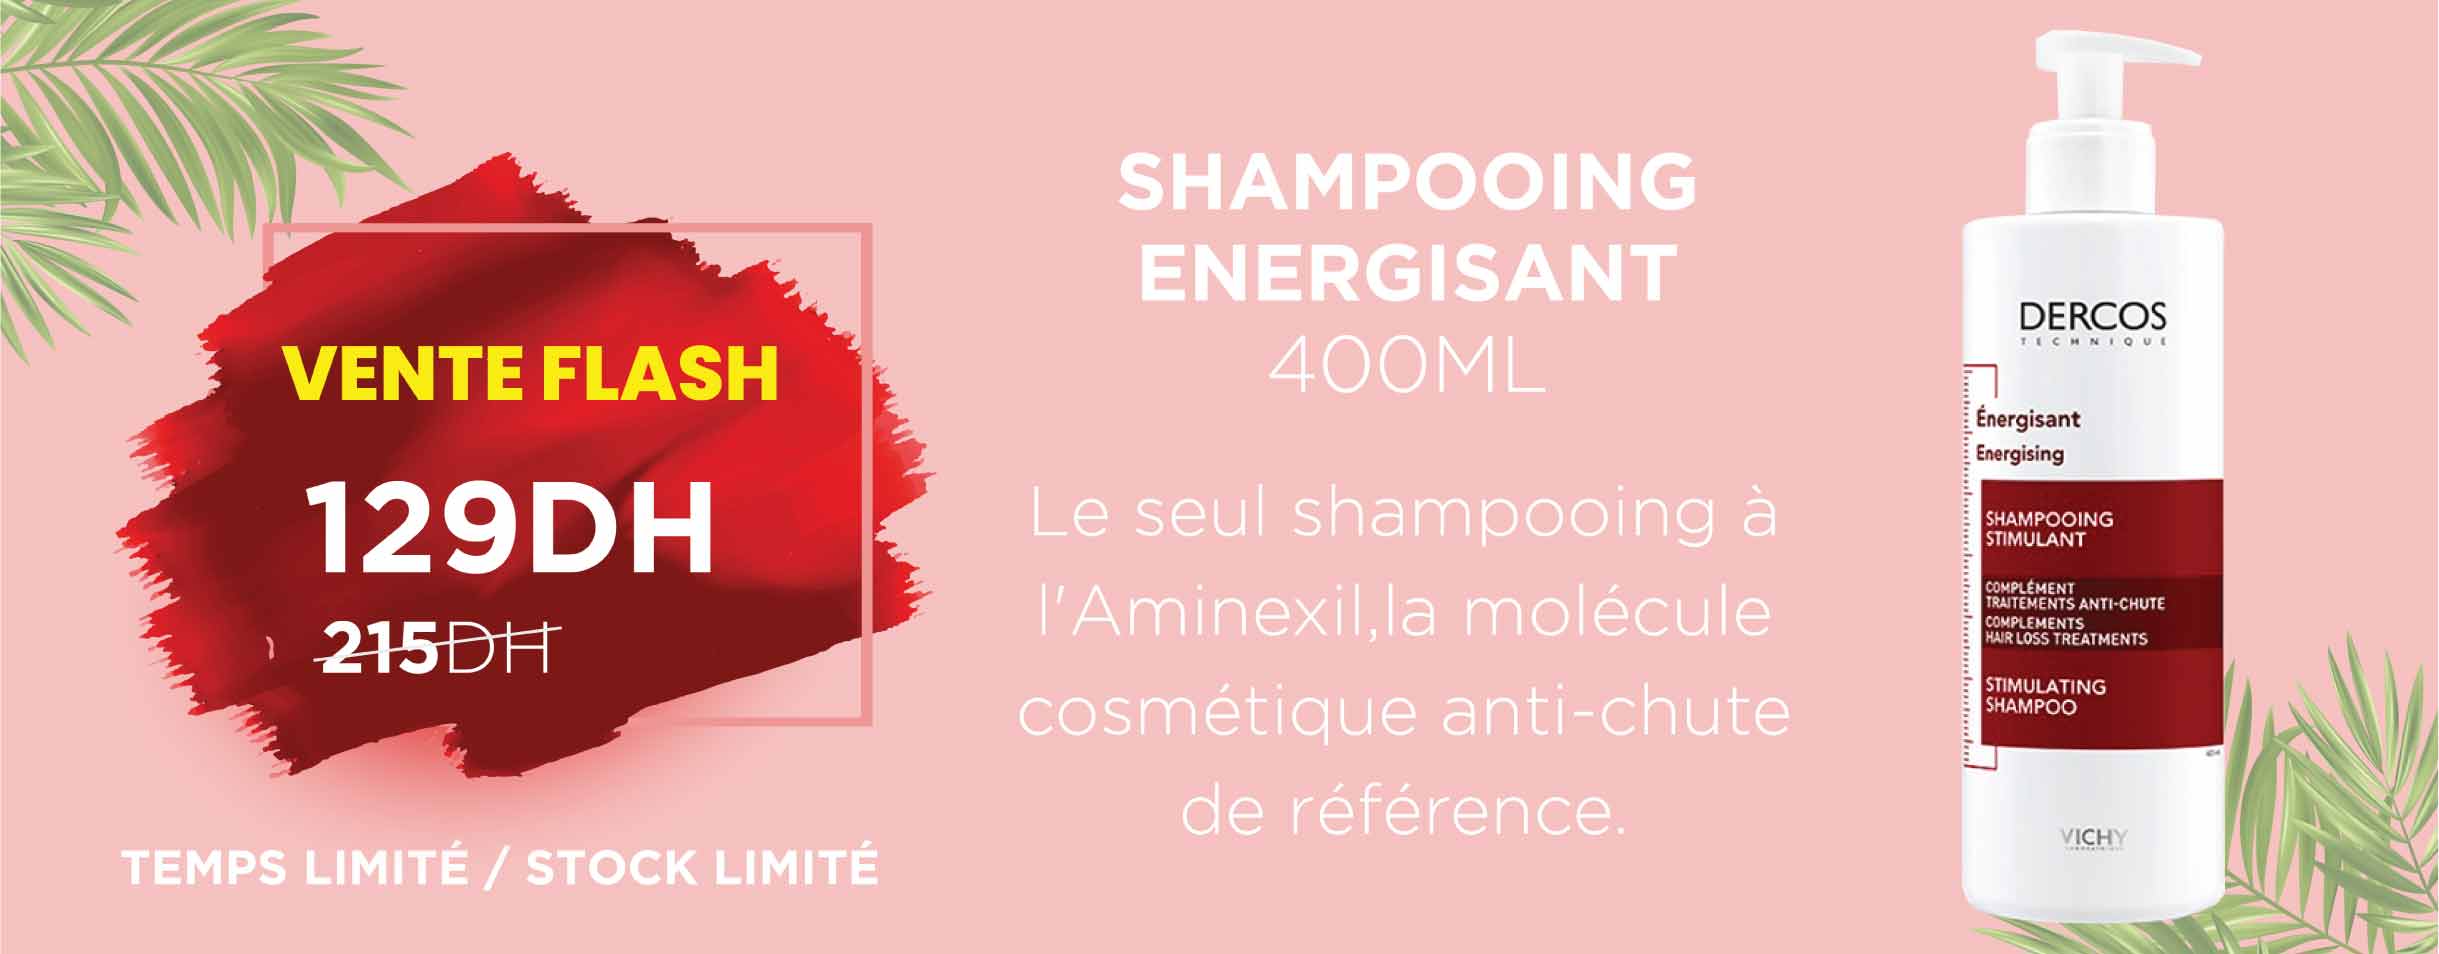 VENTE FLASH
129DH
215DH
TEMPS LIMITÉ / STOCK LIMITÉ
SHAMPOOING
ENERGISANT
400ML
Le seul shampooing à
l'Aminexil,la molécule
cosmétique anti-chute
de référence.
DERCOS
TECHNIQUE
Énergisant
Energising
SHAMPOOING
STIMULANT
COMPLÉMENT
TRAITEMENTS ANTI-CHUTE
COMPLEMENTS
HAIR LOSS TREATMENTS
STIMULATING
SHAMPOO
VICHY